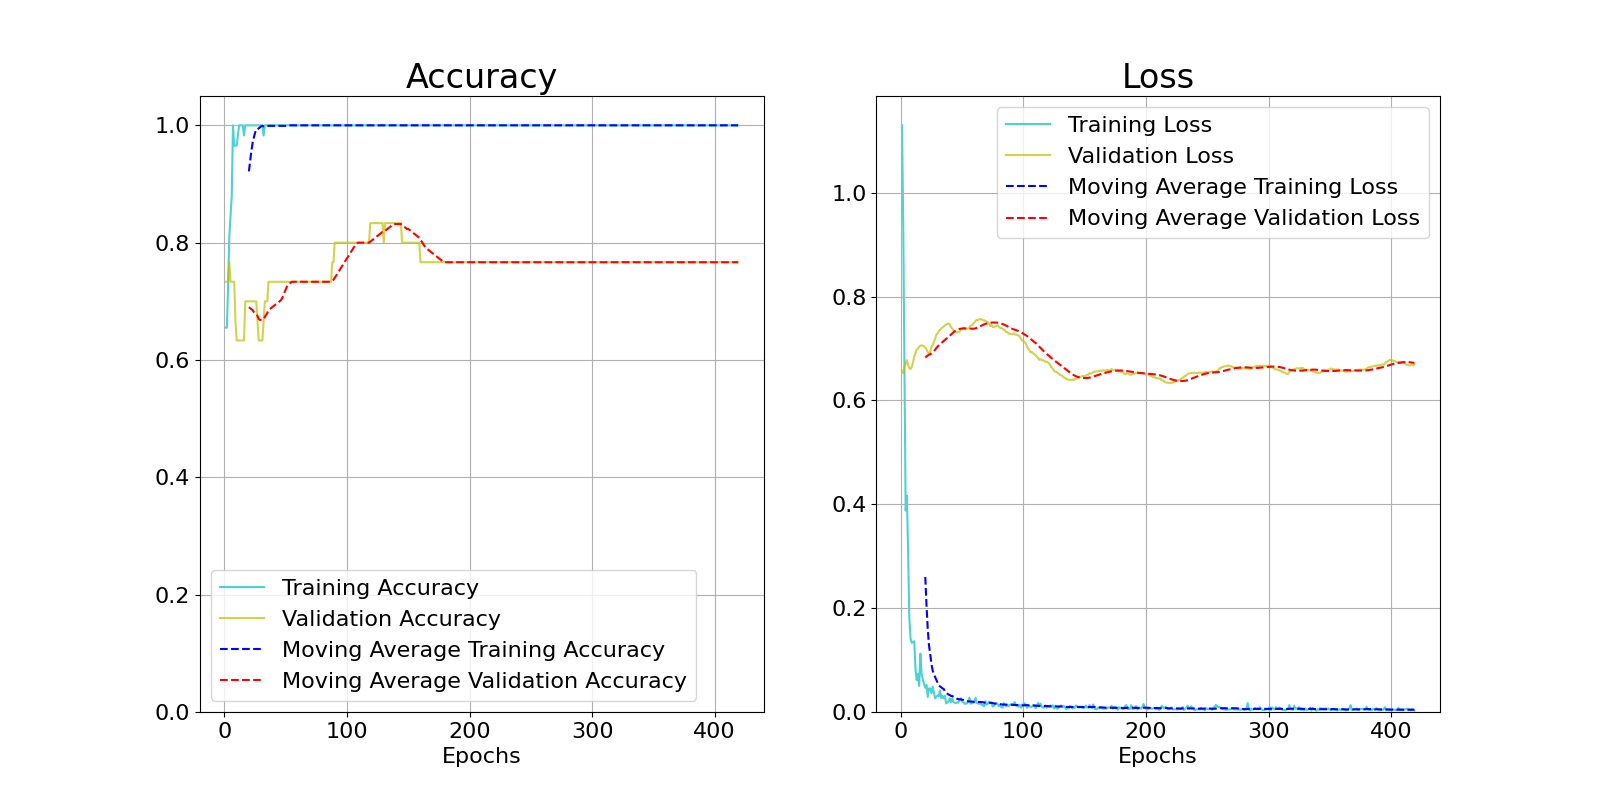 Accuracy
1.0
0.8
0.6
0.4
0.2
0.0
0 100 200 300 400
Epochs
Training Accuracy
Validation Accuracy
Moving Average Training Accuracy
Moving Average Validation Accuracy
Loss
1.0
0.8
0.6
0.4
0.2
0.0
0 100 200 300 400
Epochs
Training Loss
Validation Loss
Moving Average Training Loss
Moving Average Validation Loss